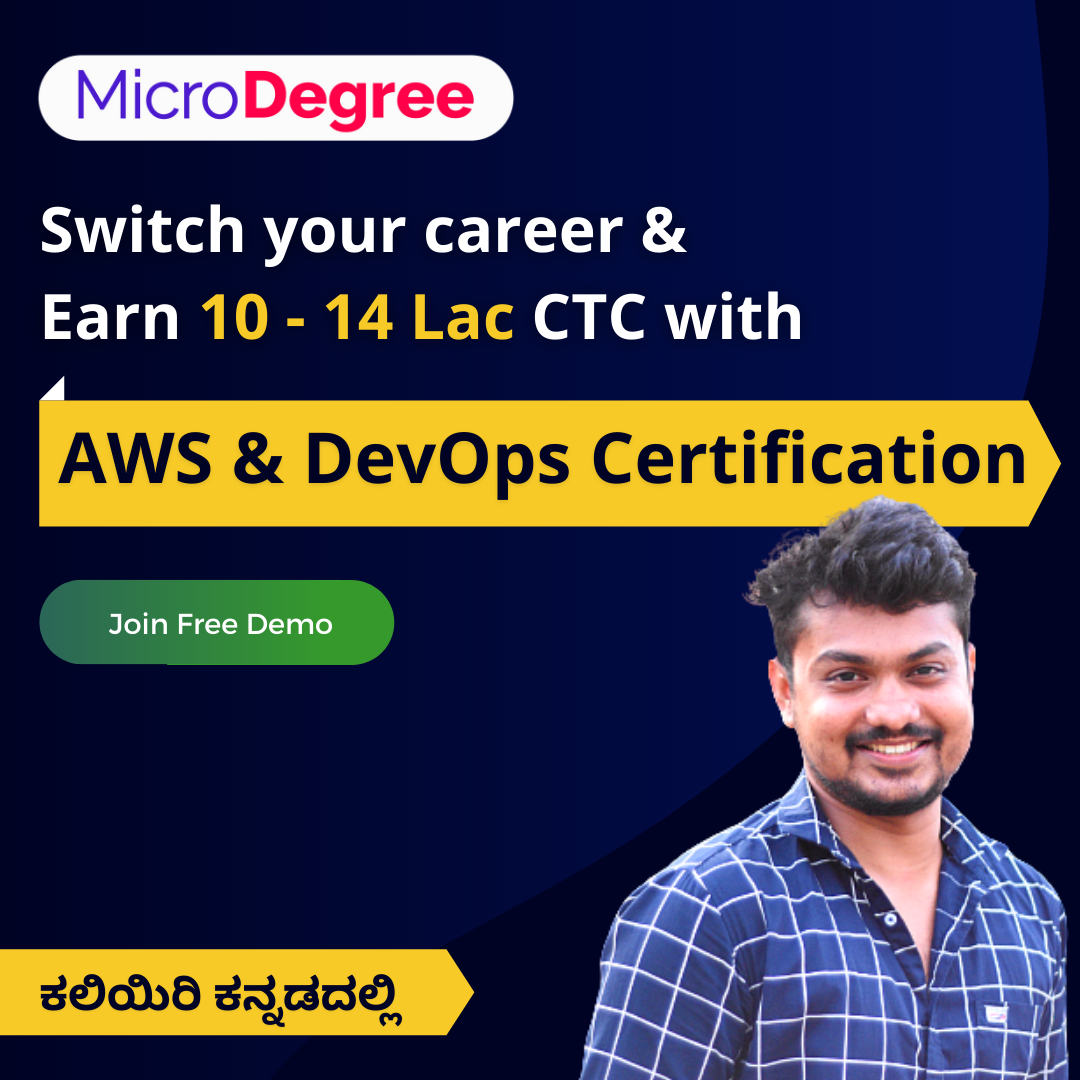 MicroDegree
Switch your career &
Earn 10 - 14 Lac CTC with
AWS & DevOps Certification
Join Free Demo
ಕಲಿಯಿರಿ ಕನ್ನಡದಲ್ಲಿ